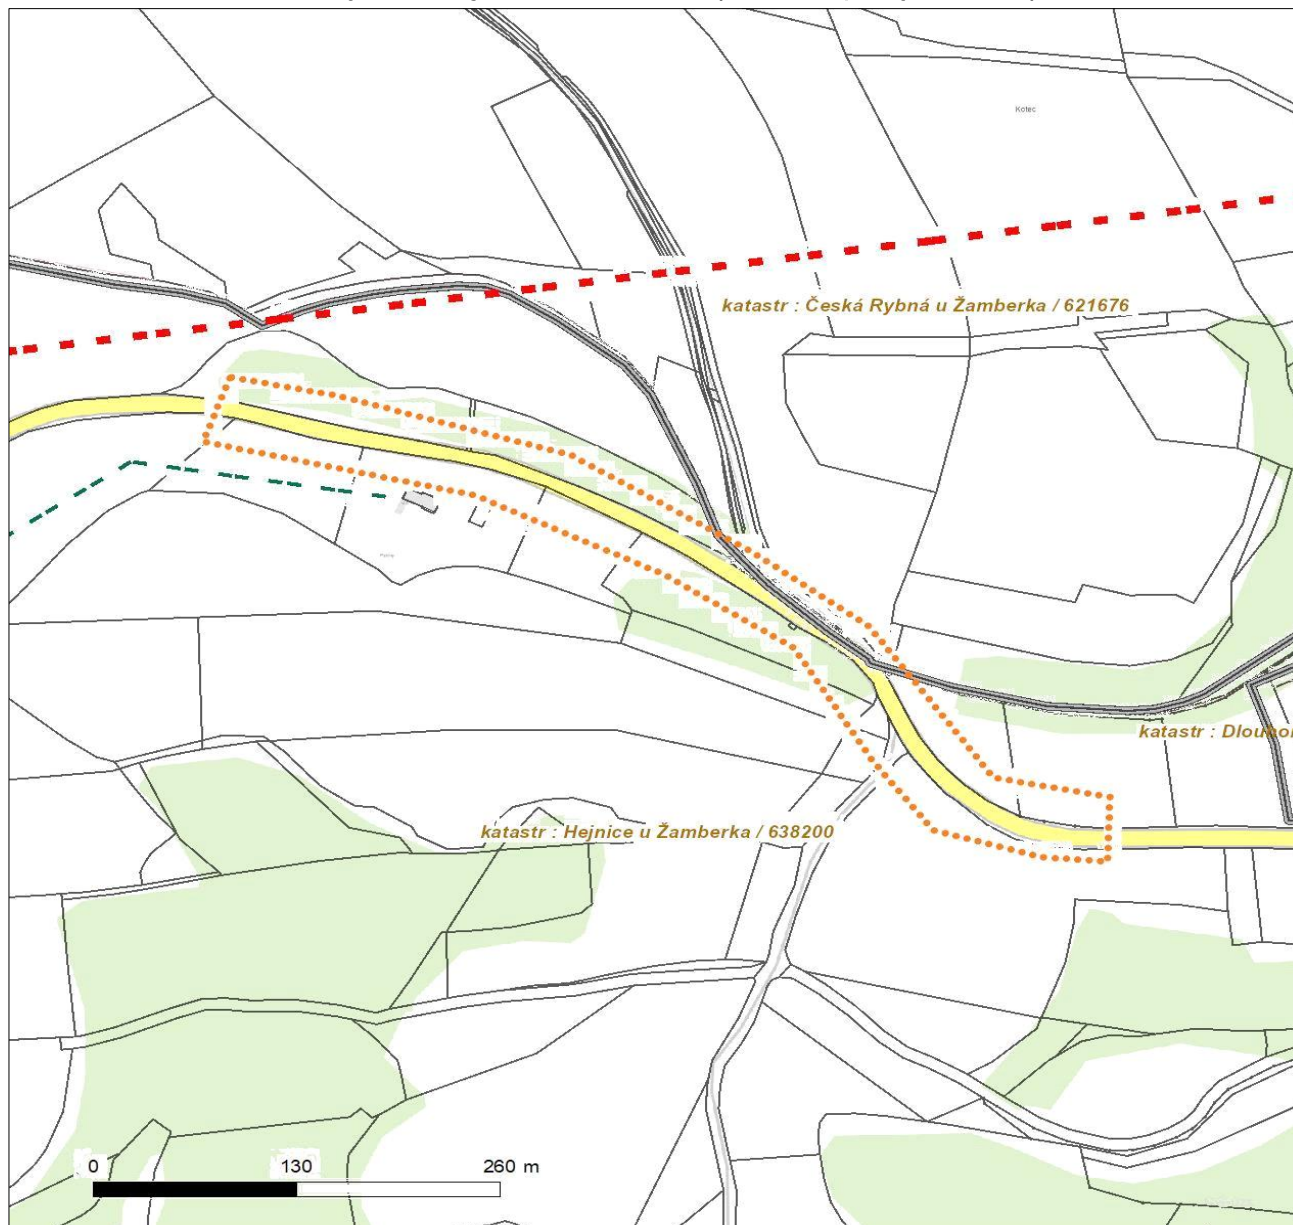 Kotec
katastr : Česká Rybná u Žamberka / 621676
katastr : Dlouho
katastr : Hejnice u Žamberka / 638200
0 130 260 m